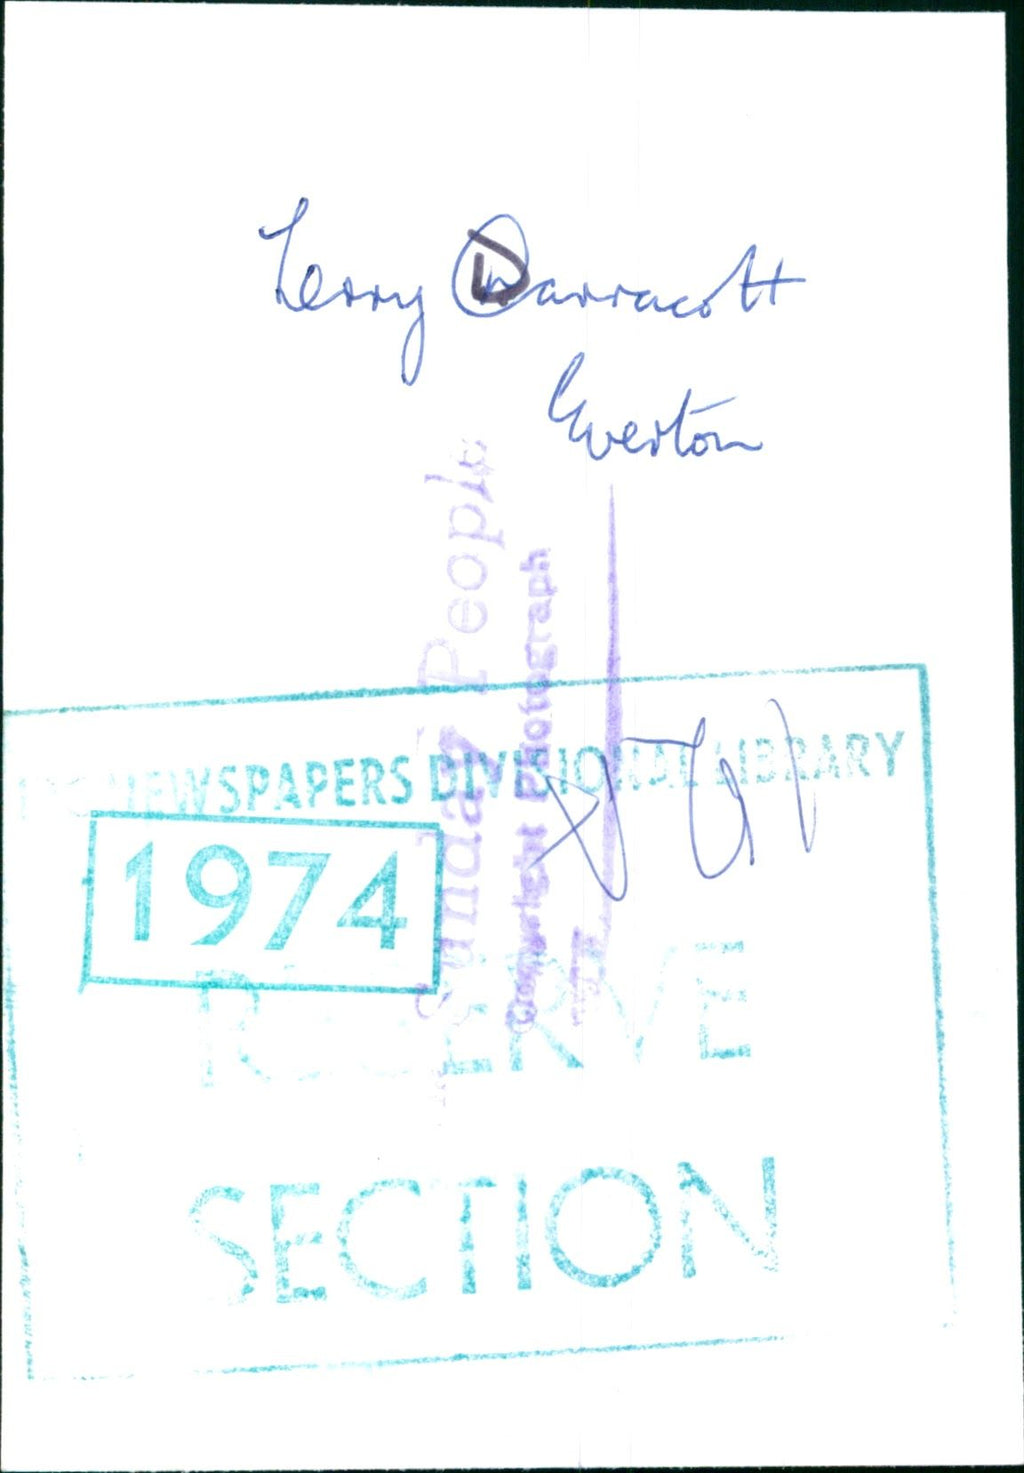 Terry Darracott
D
Everton
Sunday People
Copyright Photograph
NEWSPAPERS DIVISIONAL LIBRARY
1974
RESERVE
SECTION